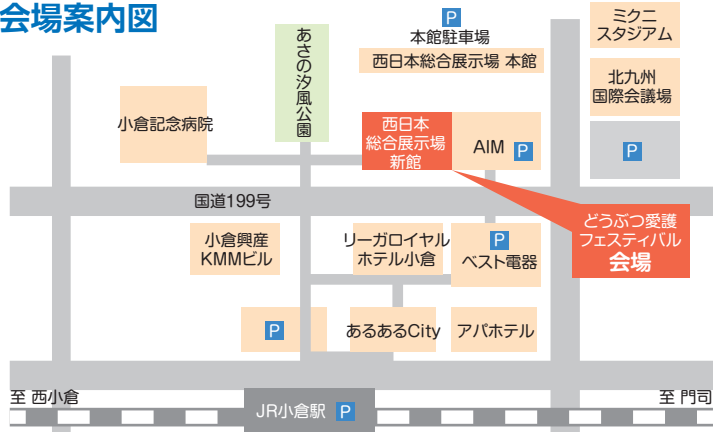 会場案内図
あさの汐風公園
P
本館駐車場
西日本総合展示場 本館
ミクニ
スタジアム
北九州
国際会議場
P
小倉記念病院
西日本
総合展示場
新館
AIM P
国道199号
どうぶつ愛護
フェスティバル
会場
小倉興産
KMMビル
リーガロイヤル
ホテル小倉
P
ベスト電器
P
あるあるCity
アパホテル
至 西小倉
JR小倉駅 P
至 門司